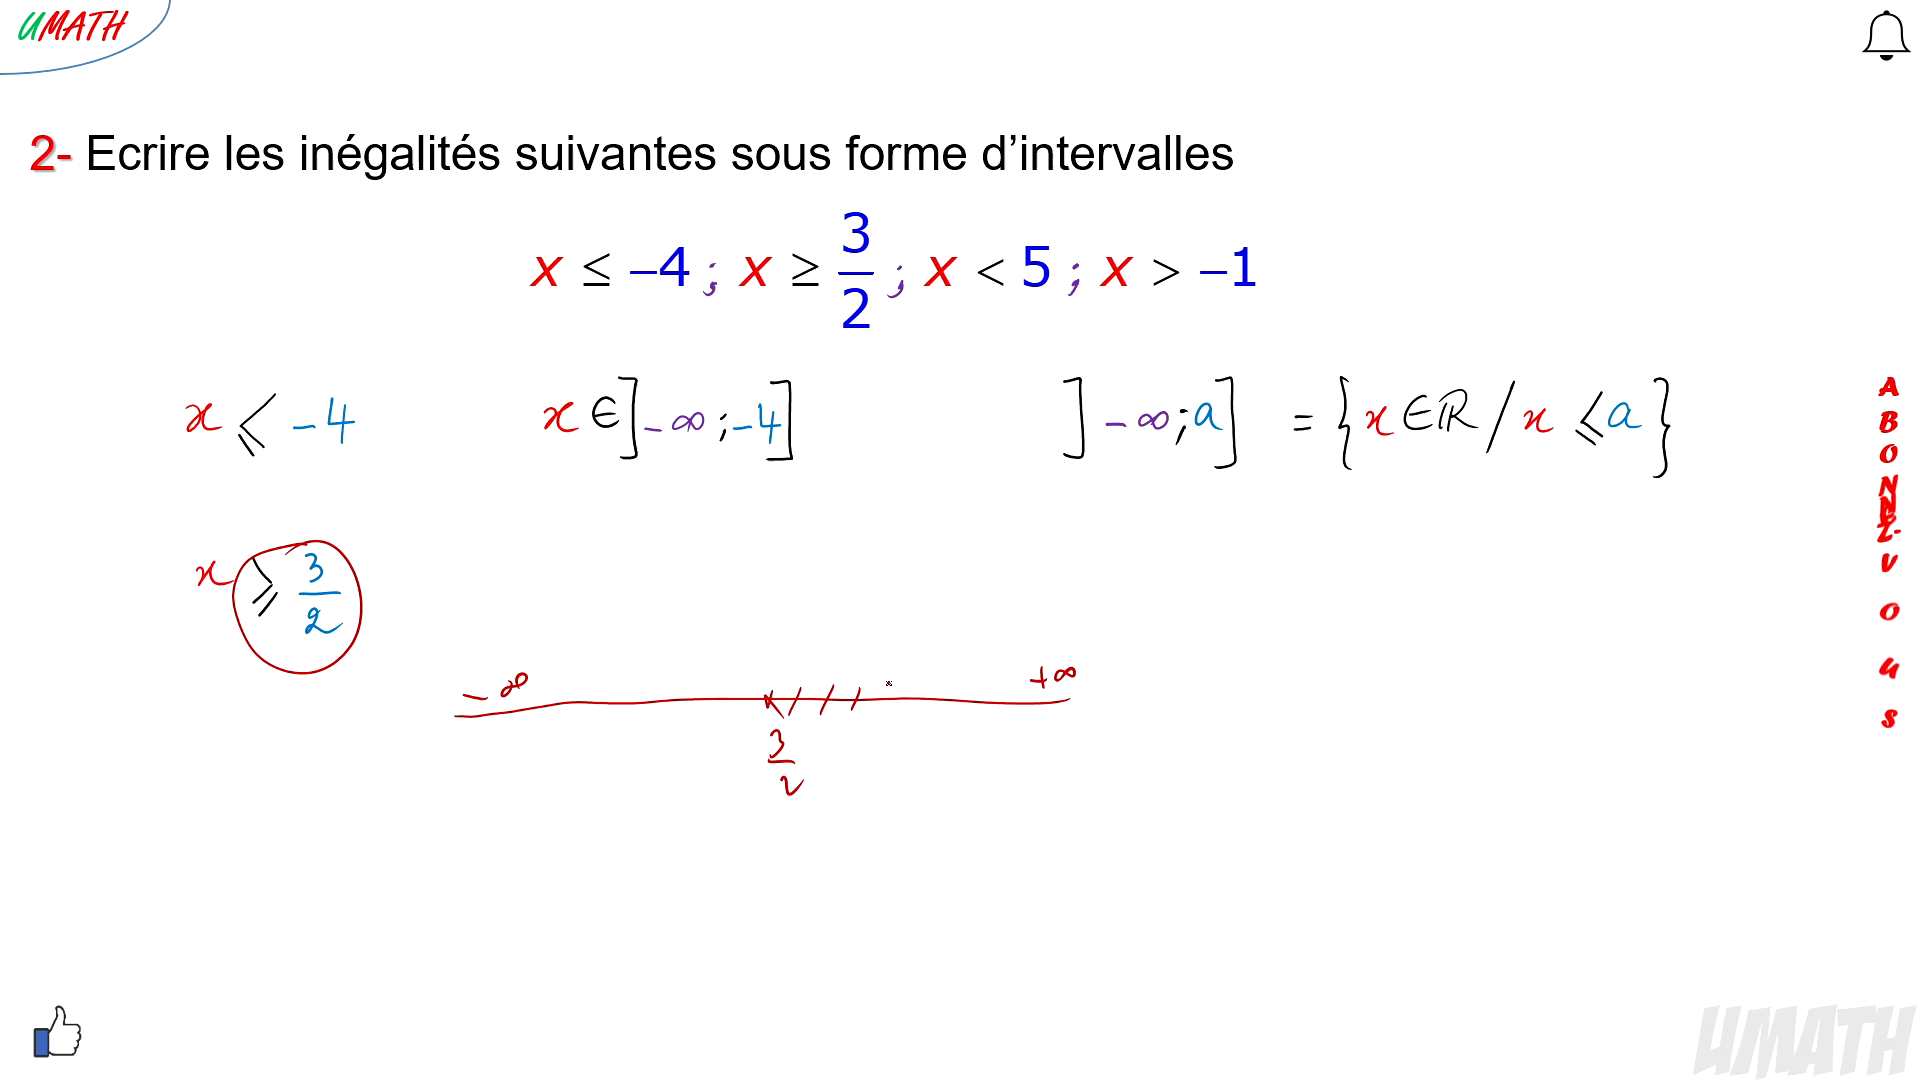 UMATH
2- Ecrire les inégalités suivantes sous forme d’intervalles
x ≤ −4 ; x ≥ 3/2 ; x < 5 ; x > −1
x ⩽ -4 x ∈ ]-∞ ; -4] ]-∞ ; a] = {x ∈ ℝ / x ⩽ a}
x ⩾ 3/2
-∞ +∞
3/2
ABONNEZ-VOUS
UMATH